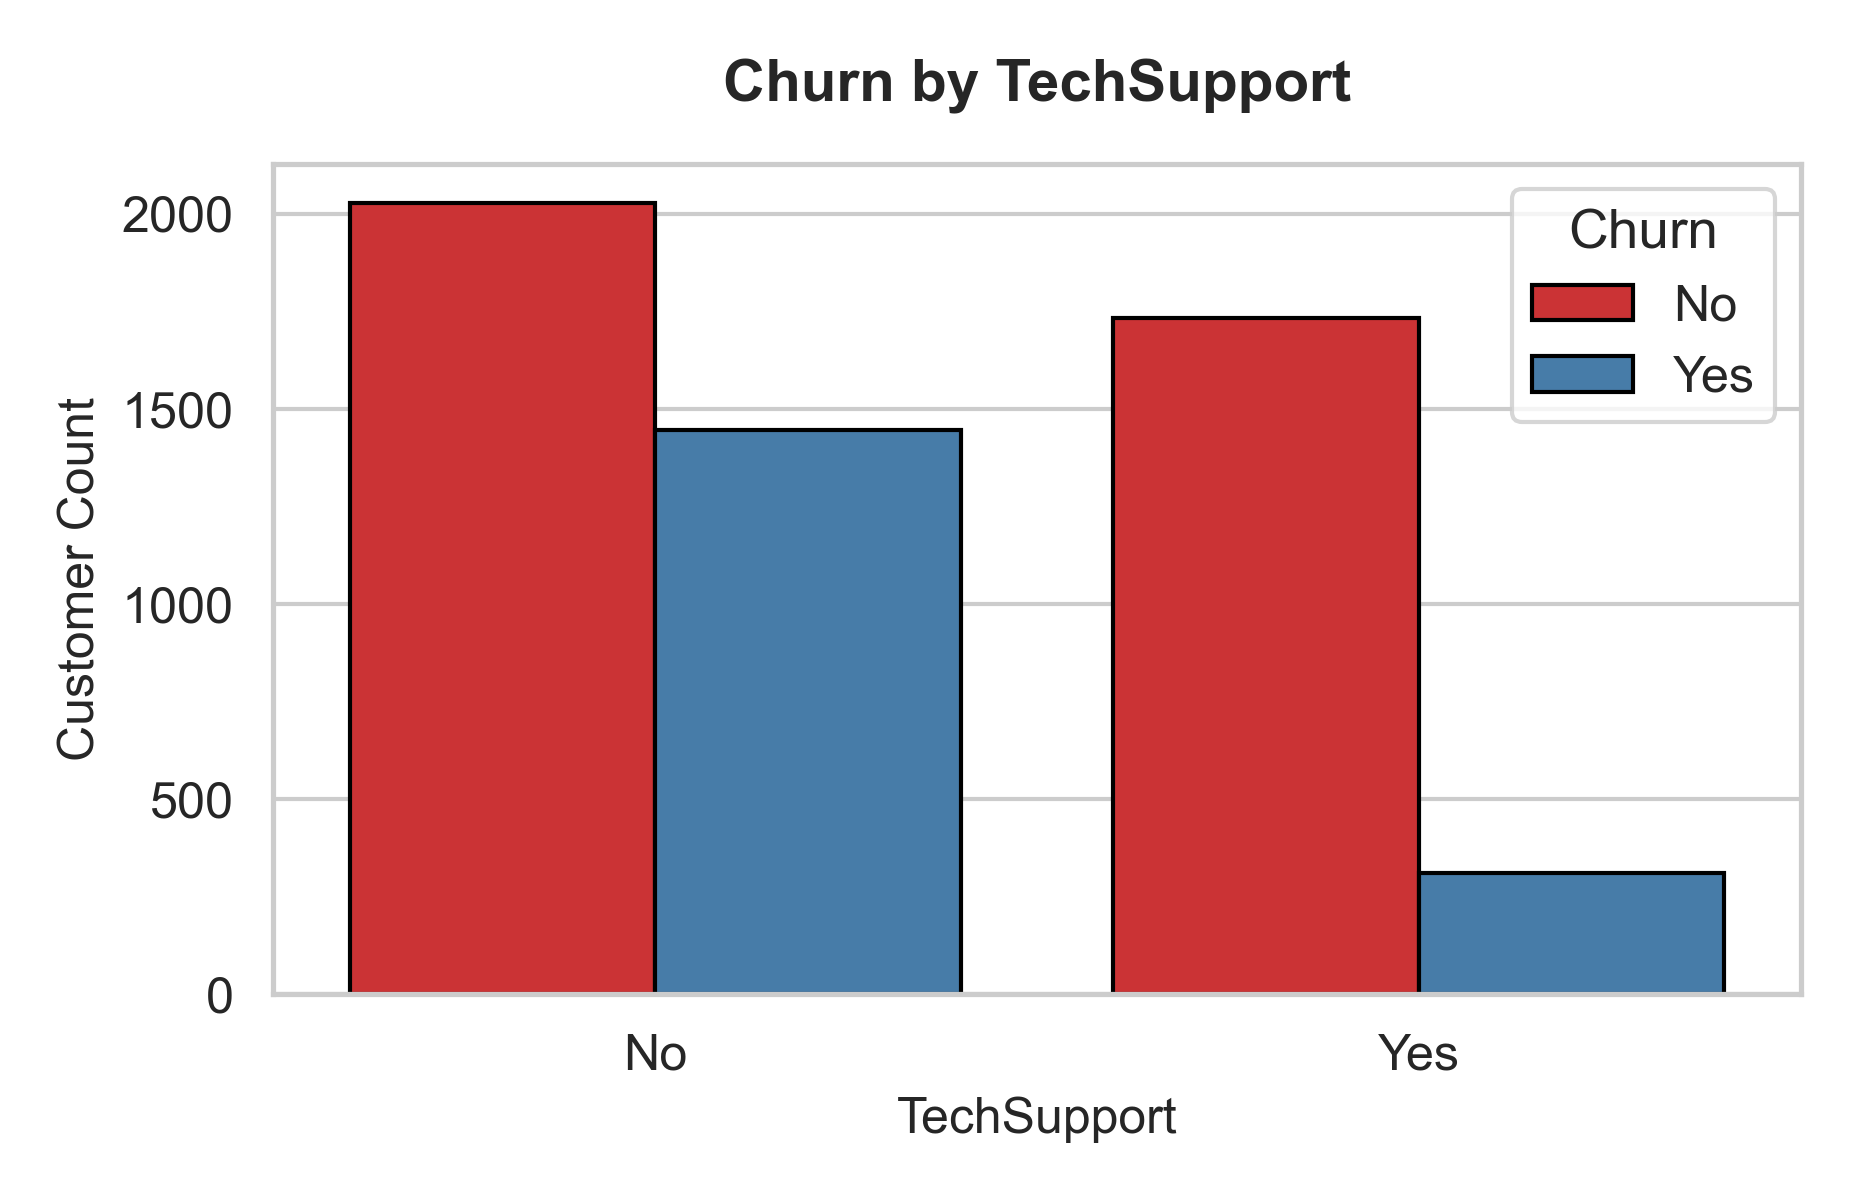 Churn by TechSupport
Churn
No
Yes
2000
1500
1000
500
0
Customer Count
No
Yes
TechSupport